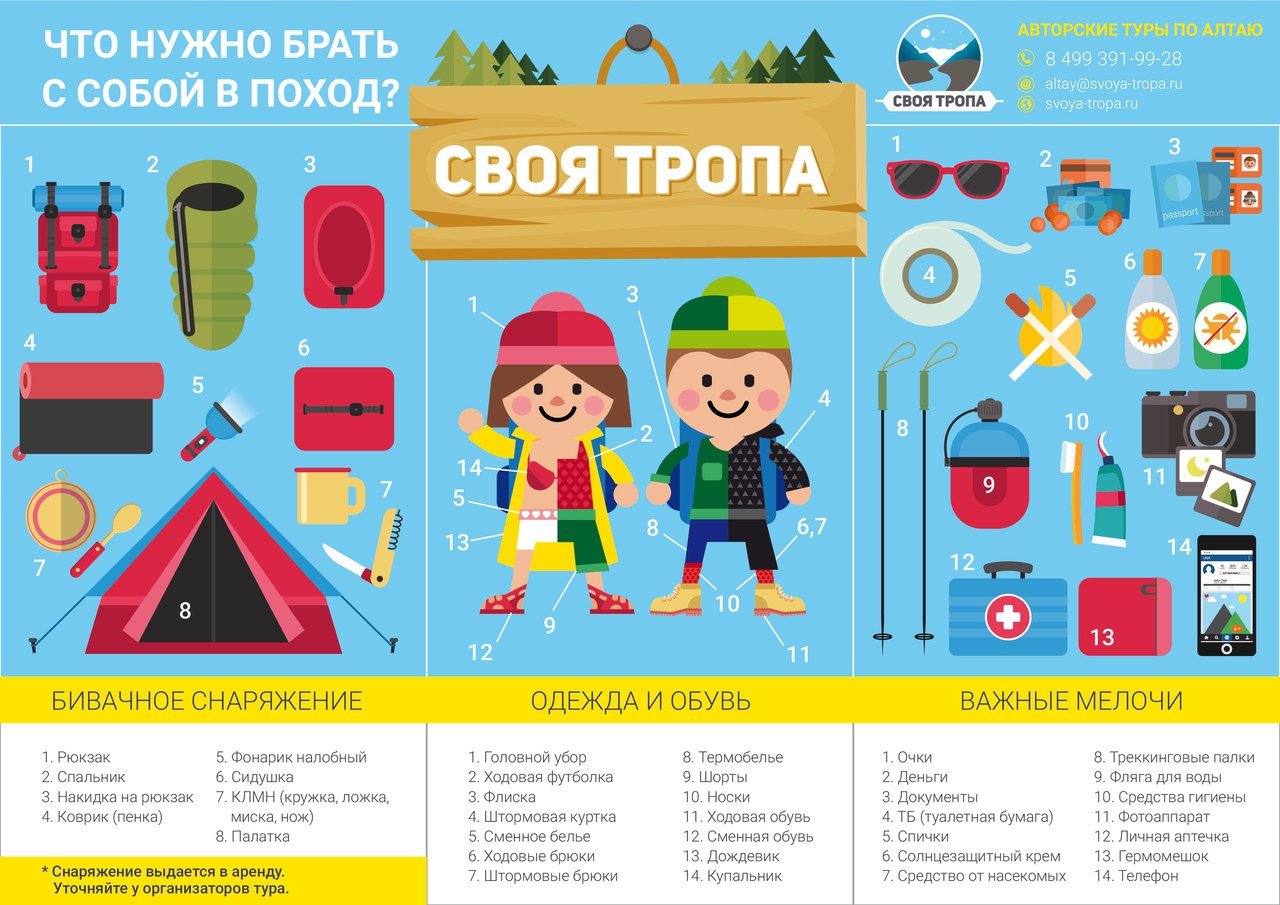 ЧТО НУЖНО БРАТЬ
С СОБОЙ В ПОХОД?
СВОЯ ТРОПА
СВОЯ ТРОПА
АВТОРСКИЕ ТУРЫ ПО АЛТАЮ
8 499 391-99-28
altay@svoya-tropa.ru
svoya-tropa.ru
1
2
3
4
5
6
7
7
8
1
3
4
2
14
5
13
8
6,7
9
10
12
11
1
2
3
passport
4
5
6
7
8
9
10
11
12
13
14
БИВАЧНОЕ СНАРЯЖЕНИЕ
1. Рюкзак
2. Спальник
3. Накидка на рюкзак
4. Коврик (пенка)
5. Фонарик налобный
6. Сидушка
7. КЛМН (кружка, ложка,
миска, нож)
8. Палатка
* Снаряжение выдается в аренду.
Уточняйте у организаторов тура.
ОДЕЖДА И ОБУВЬ
1. Головной убор
2. Ходовая футболка
3. Флиска
4. Штормовая куртка
5. Сменное белье
6. Ходовые брюки
7. Штормовые брюки
8. Термобелье
9. Шорты
10. Носки
11. Ходовая обувь
12. Сменная обувь
13. Дождевик
14. Купальник
ВАЖНЫЕ МЕЛОЧИ
1. Очки
2. Деньги
3. Документы
4. ТБ (туалетная бумага)
5. Спички
6. Солнцезащитный крем
7. Средство от насекомых
8. Треккинговые палки
9. Фляга для воды
10. Средства гигиены
11. Фотоаппарат
12. Личная аптечка
13. Гермомешок
14. Телефон